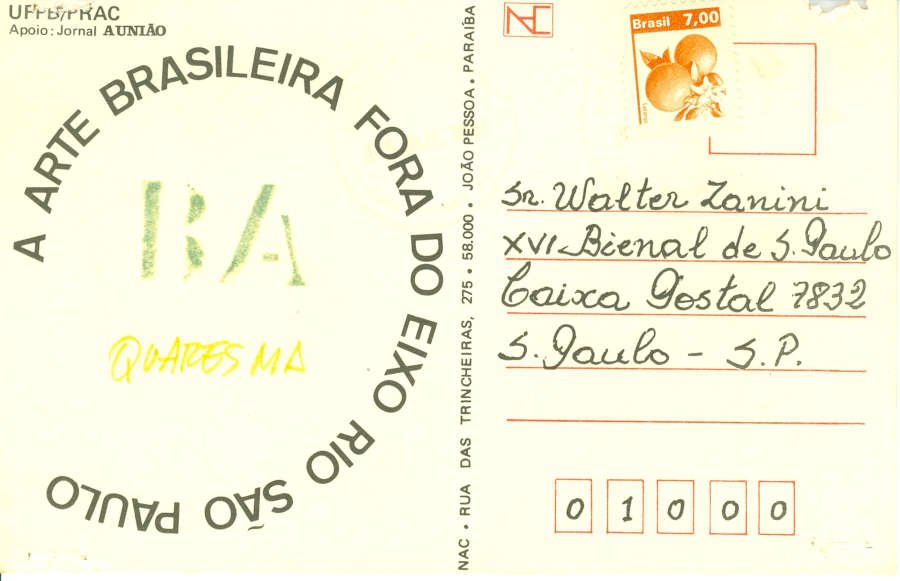 UFPB/PRAC
Apoio: Jornal A UNIÃO
A ARTE BRASILEIRA FORA DO EIXO RIO SÃO PAULO
BA
QUARESMA
NAC • RUA DAS TRINCHEIRAS, 275 • 58.000 • JOÃO PESSOA • PARAÍBA
NAC
Brasil 7,00
Sr. Walter Zanini
XVI Bienal de S. Paulo
Caixa Postal 7832
S. Paulo - S.P.
0 1 0 0 0